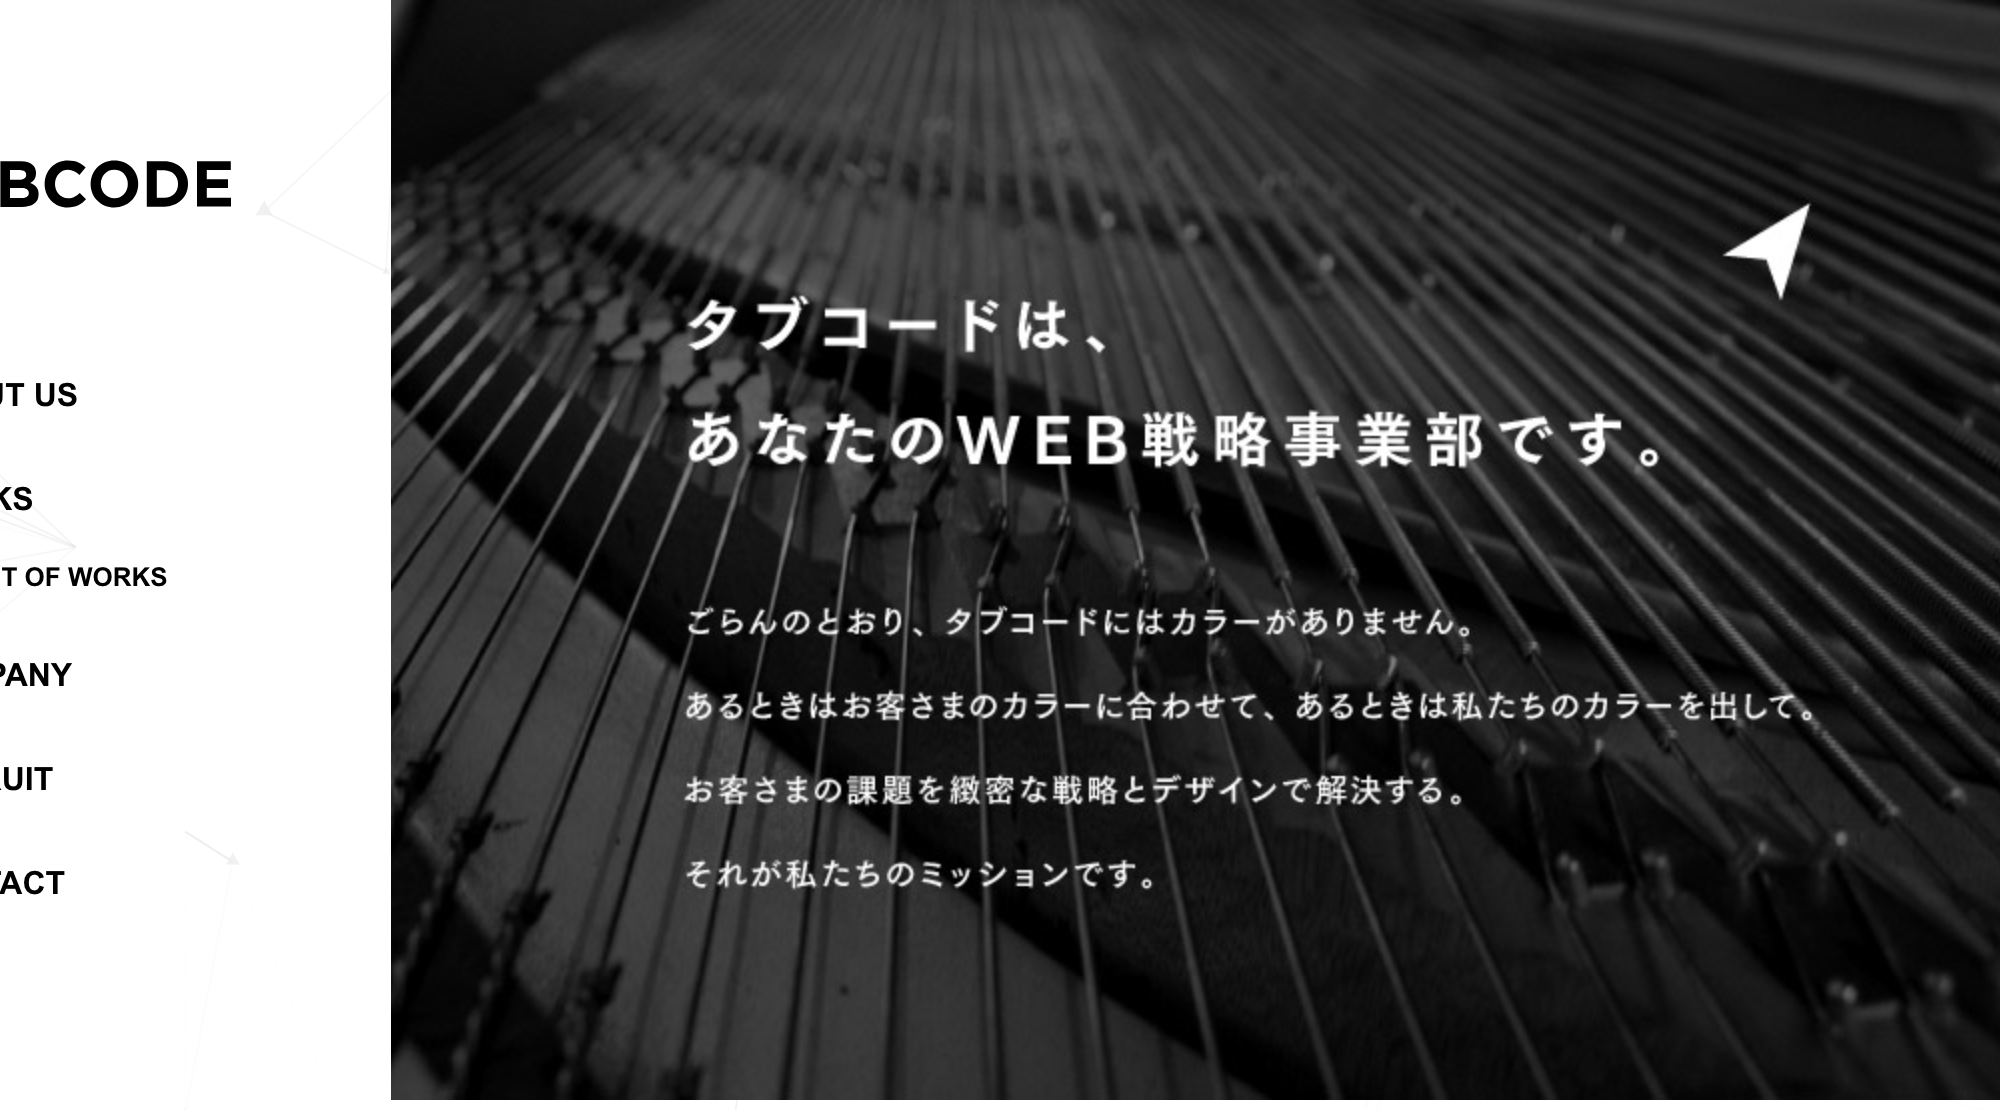 BCODE
UT US
KS
T OF WORKS
PANY
RUIT
TACT
タブコードは、
あなたのWEB戦略事業部です。
ごらんのとおり、タブコードにはカラーがありません。
あるときはお客さまのカラーに合わせて、あるときは私たちのカラーを出して。
お客さまの課題を緻密な戦略とデザインで解決する。
それが私たちのミッションです。